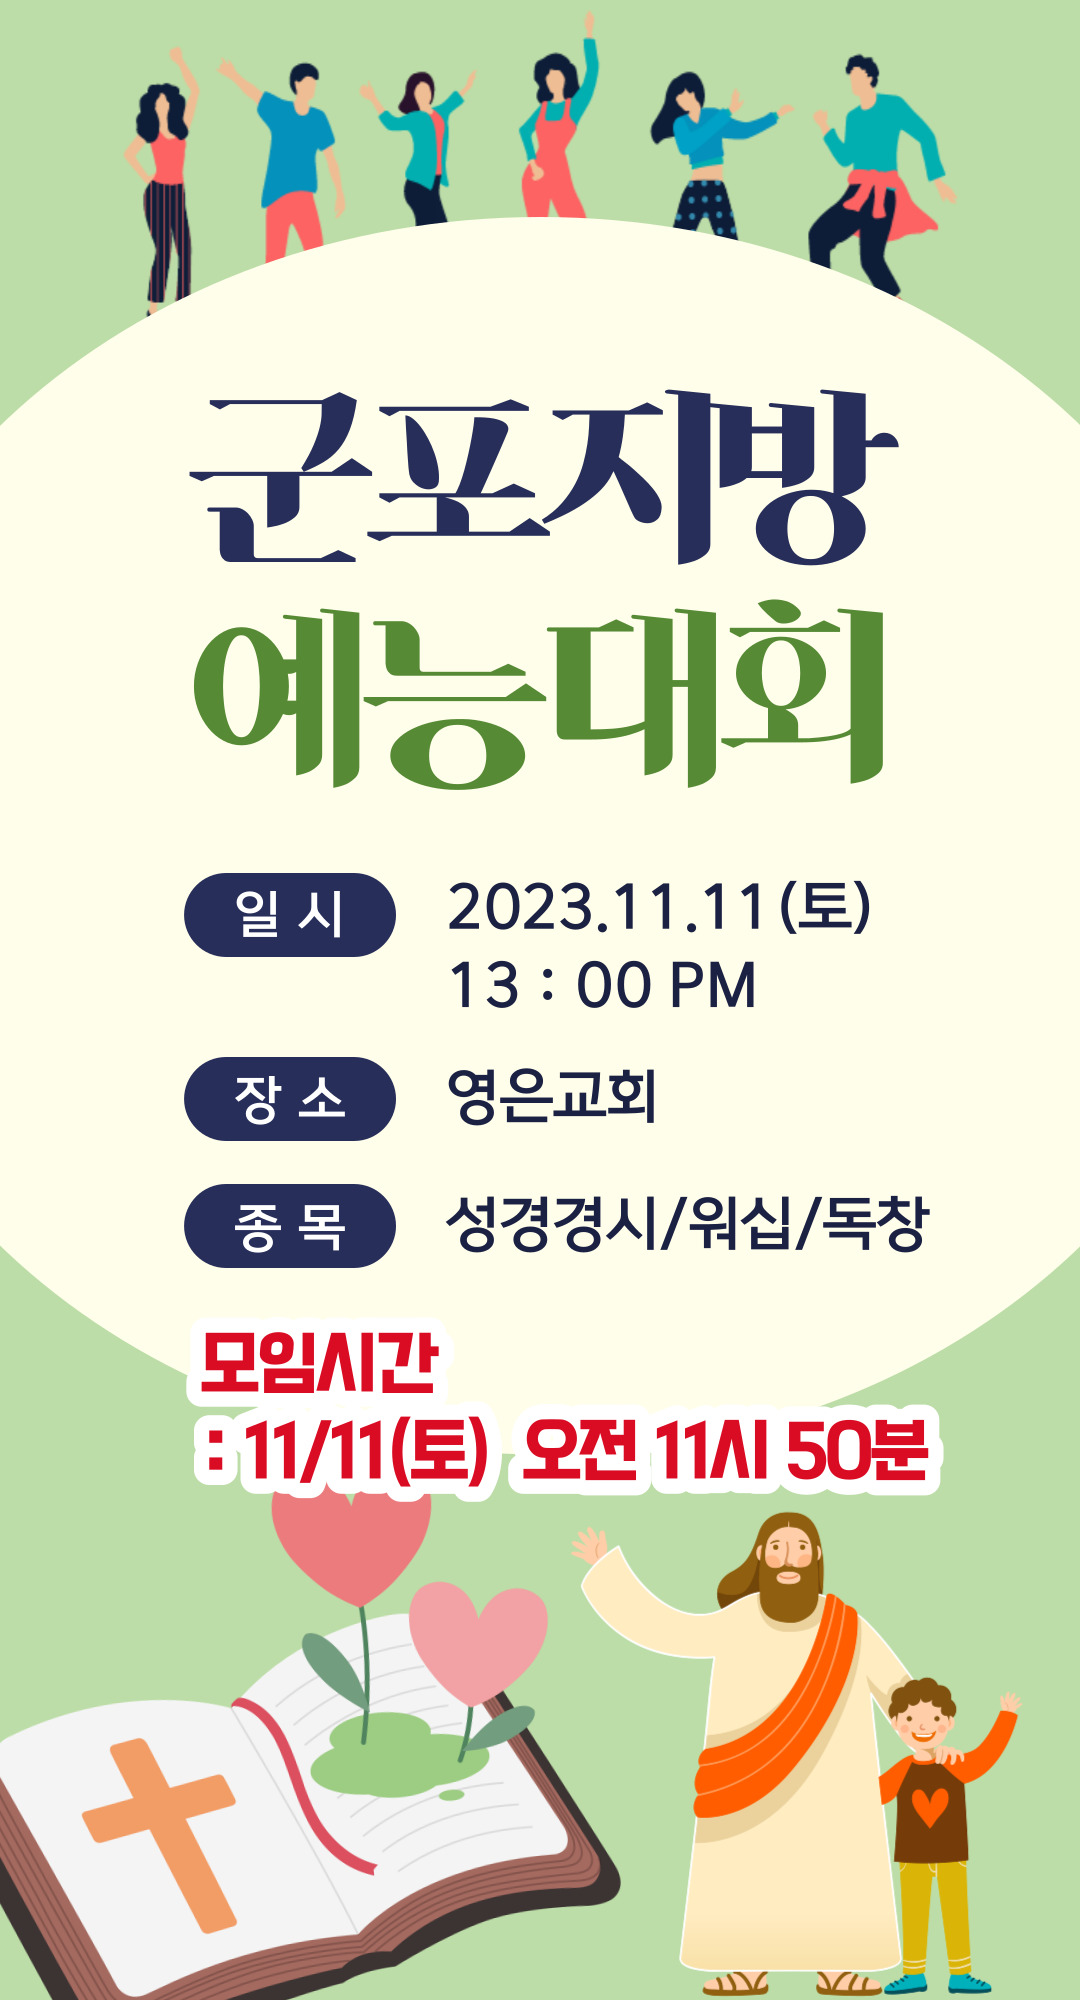 군포지방
예능대회
일 시 2023.11.11 (토)
13 : 00 PM
장 소 영은교회
종 목 성경경시/워십/독창
모임시간
: 11/11(토) 오전 11시 50분